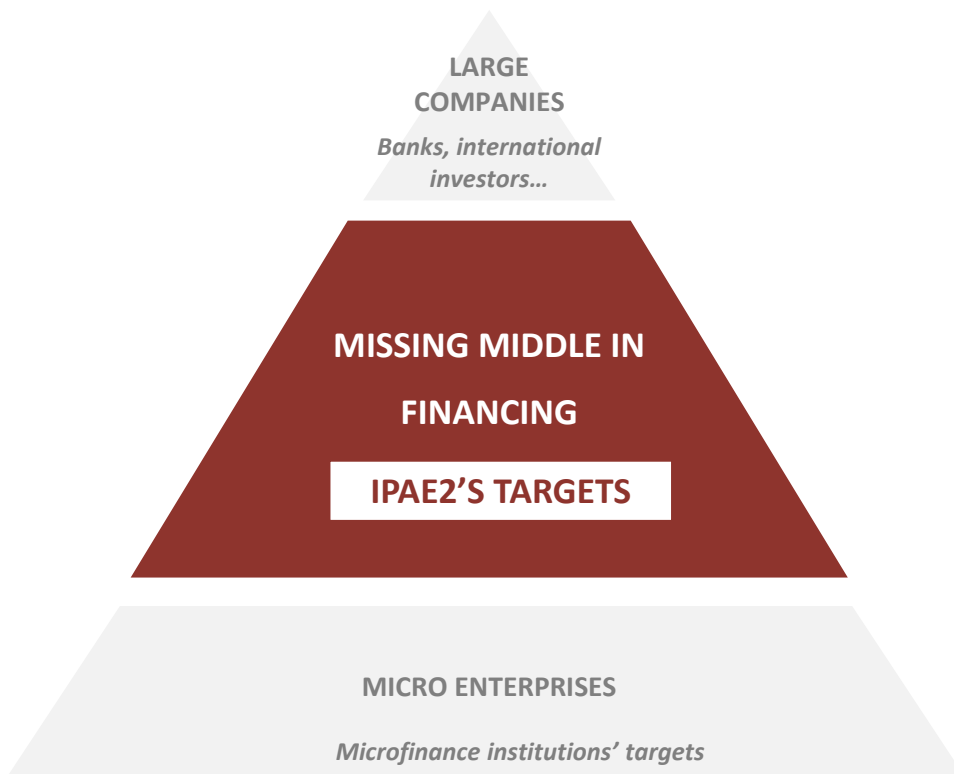 LARGE
COMPANIES
Banks, international
investors…
MISSING MIDDLE IN
FINANCING
IPAE2’S TARGETS
MICRO ENTERPRISES
Microfinance institutions’ targets